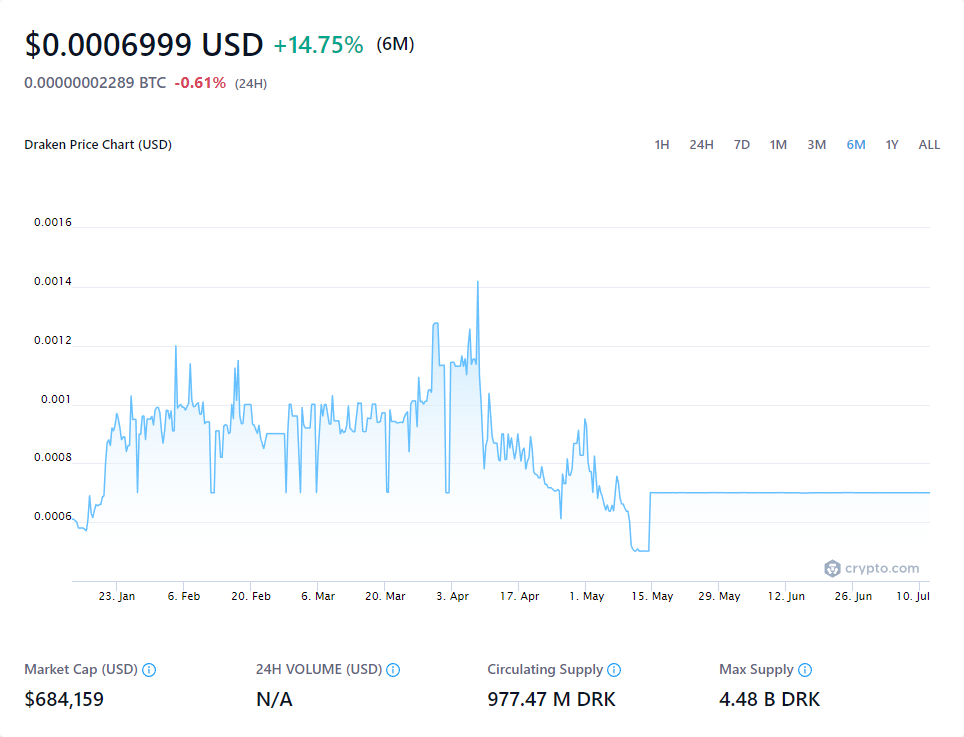 $0.0006999 USD +14.75% (6M)
0.00000002289 BTC -0.61% (24H)
Draken Price Chart (USD) 1H 24H 7D 1M 3M 6M 1Y ALL
0.0016
0.0014
0.0012
0.001
0.0008
0.0006
crypto.com
23. Jan 6. Feb 20. Feb 6. Mar 20. Mar 3. Apr 17. Apr 1. May 15. May 29. May 12. Jun 26. Jun 10. Jul
Market Cap (USD) 24H VOLUME (USD) Circulating Supply Max Supply
$684,159 N/A 977.47 M DRK 4.48 B DRK